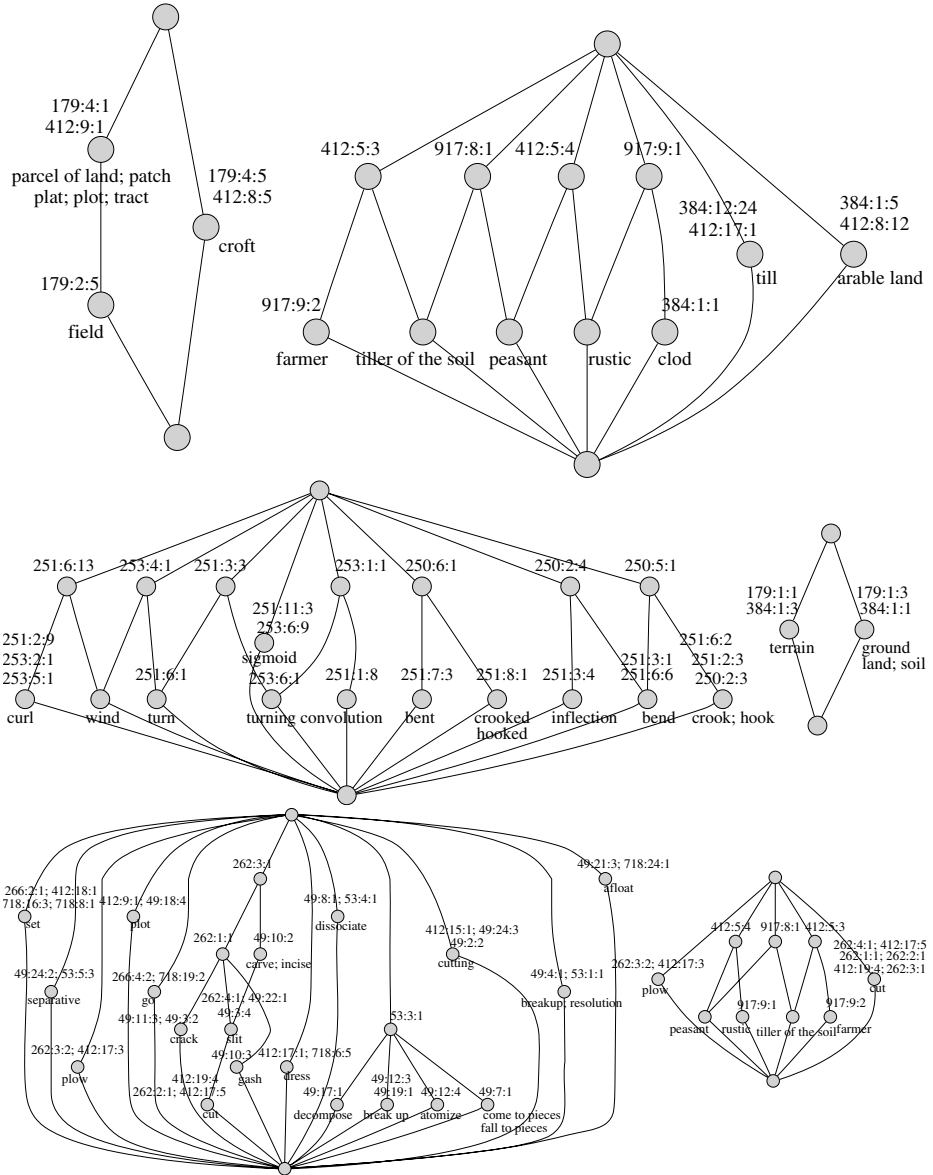 179:4:1
412:9:1
parcel of land; patch
plat; plot; tract
179:4:5
412:8:5
croft
179:2:5
field
412:5:3
917:8:1
412:5:4
917:9:1
384:12:24
412:17:1
till
384:1:5
412:8:12
arable land
917:9:2
farmer
tiller of the soil
peasant
rustic
384:1:1
clod
251:6:13
253:4:1
251:3:3
253:1:1
250:6:1
250:2:4
250:5:1
251:11:3
253:6:9
sigmoid
251:2:9
253:2:1
253:5:1
curl
wind
251:6:1
turn
253:6:1
turning
251:1:8
convolution
251:7:3
bent
251:8:1
crooked
hooked
251:3:4
inflection
251:3:1
251:6:6
bend
251:6:2
251:2:3
250:2:3
crook; hook
179:1:1
384:1:3
terrain
179:1:3
384:1:1
ground
land; soil
262:3:1
49:21:3; 718:24:1
afloat
266:2:1; 412:18:1
718:16:3; 718:8:1
set
412:9:1; 49:18:4
plot
49:8:1; 53:4:1
dissociate
262:1:1
49:10:2
carve; incise
412:15:1; 49:24:3
49:2:2
cutting
49:24:2; 53:5:3
separative
266:4:2; 718:19:2
go
49:4:1; 53:1:1
breakup; resolution
49:11:3; 49:3:2
crack
262:4:1; 49:22:1
49:3:4
slit
53:3:1
262:3:2; 412:17:3
plow
49:10:3
gash
412:17:1; 718:6:5
dress
412:19:4
262:2:1; 412:17:5
cut
49:17:1
decompose
49:12:3
49:19:1
break up
49:12:4
atomize
49:7:1
come to pieces
fall to pieces
412:5:4
917:8:1
412:5:3
262:3:2; 412:17:3
plow
262:4:1; 412:17:5
262:1:1; 262:2:1
412:19:4; 262:3:1
cut
peasant
917:9:1
rustic
tiller of the soil
917:9:2
farmer